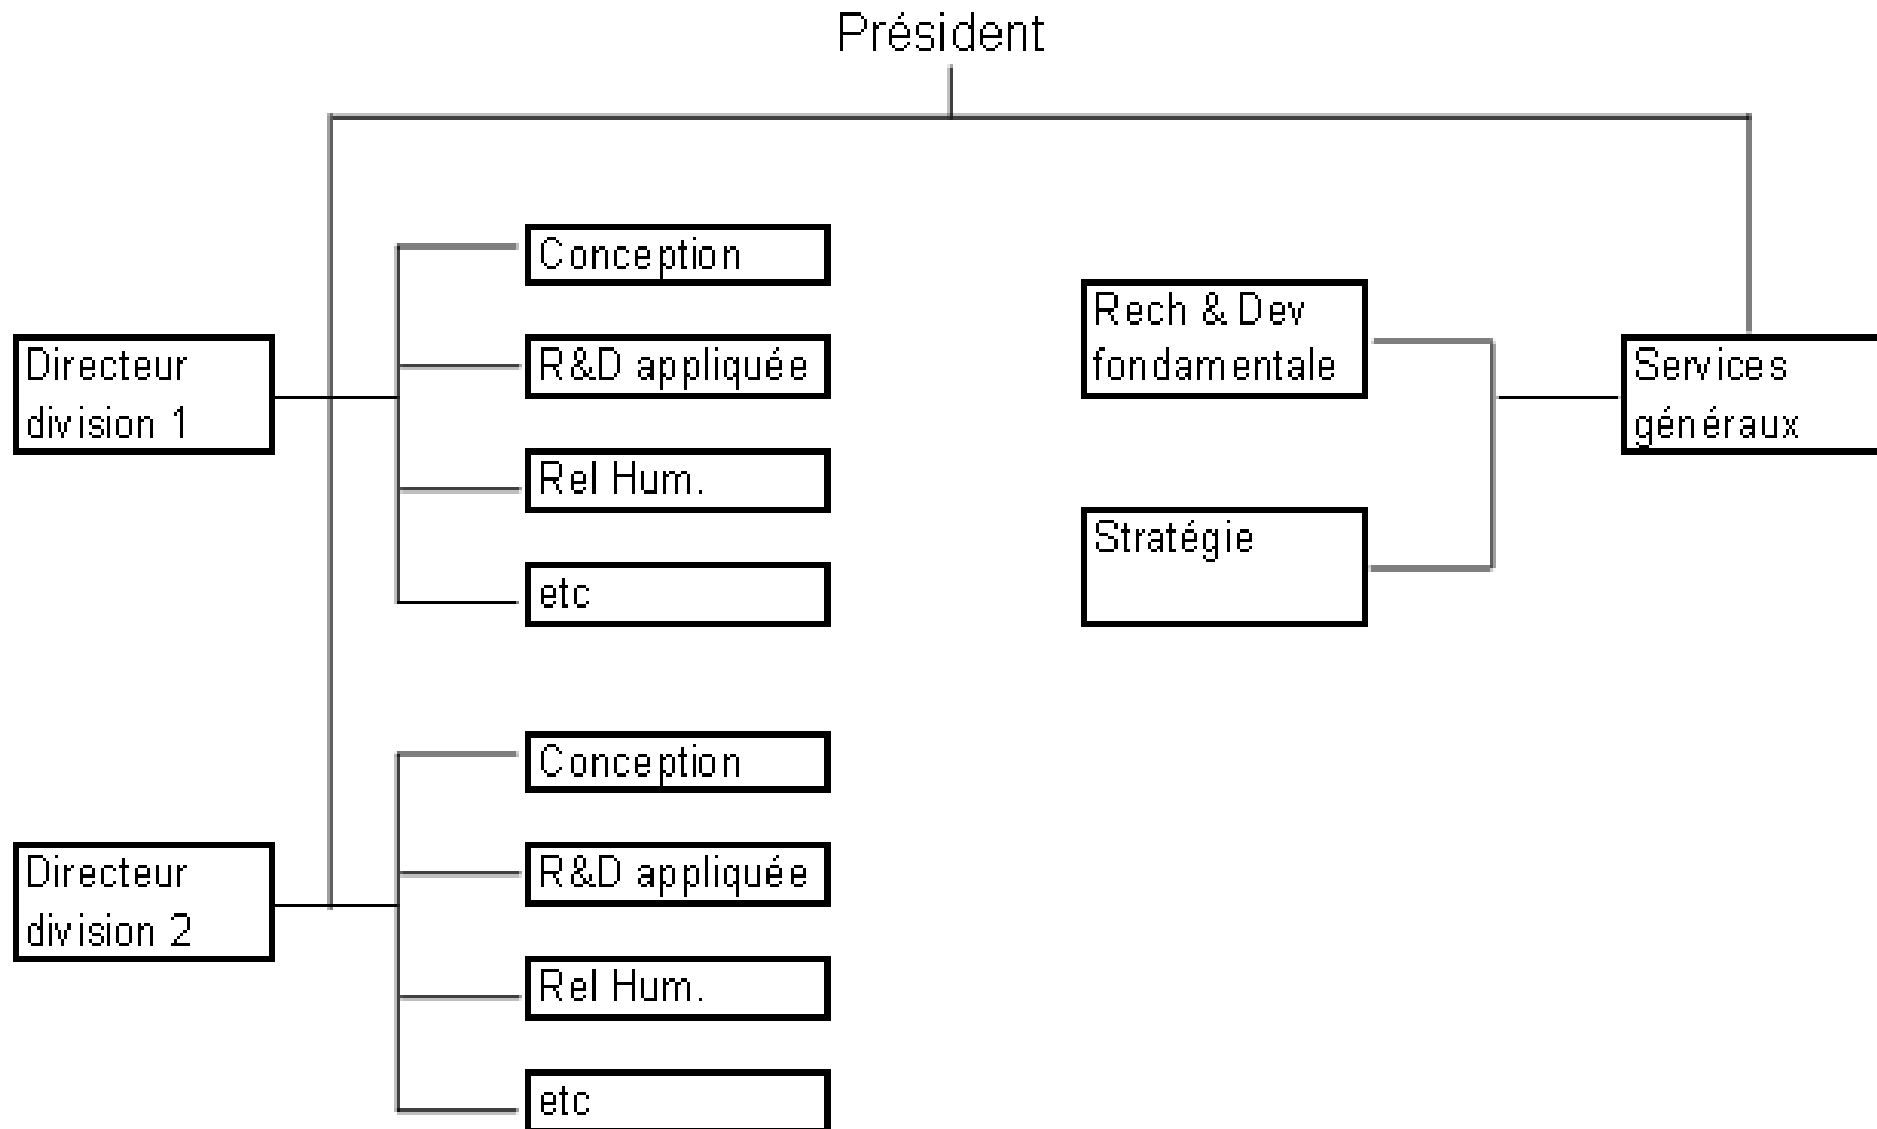 Président
Directeur
division 1
Conception
R&D appliquée
Rel Hum.
etc
Rech & Dev
fondamentale
Stratégie
Services
généraux
Directeur
division 2
Conception
R&D appliquée
Rel Hum.
etc